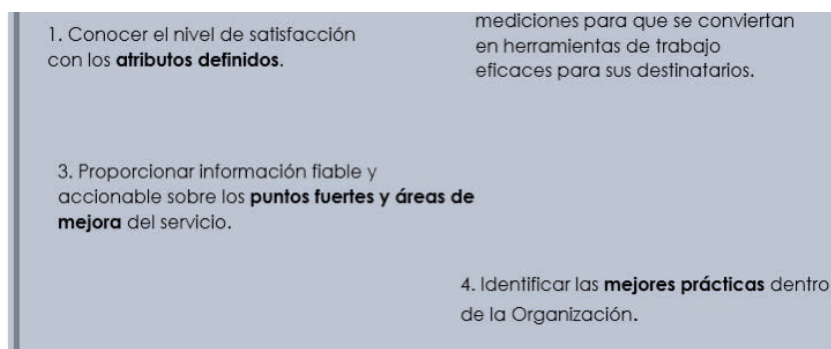 1. Conocer el nivel de satisfacción
con los atributos definidos.
mediciones para que se conviertan
en herramientas de trabajo
eficaces para sus destinatarios.
3. Proporcionar información fiable y
accionable sobre los puntos fuertes y áreas de
mejora del servicio.
4. Identificar las mejores prácticas dentro
de la Organización.